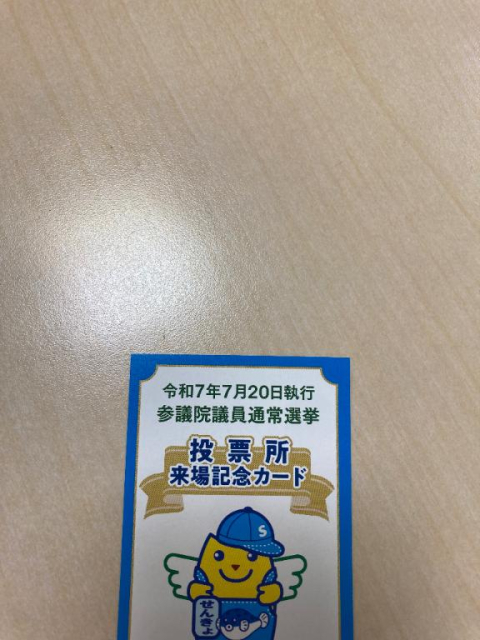 令和7年7月20日執行
参議院議員通常選挙
投票所
来場記念カード
S
せんきょ